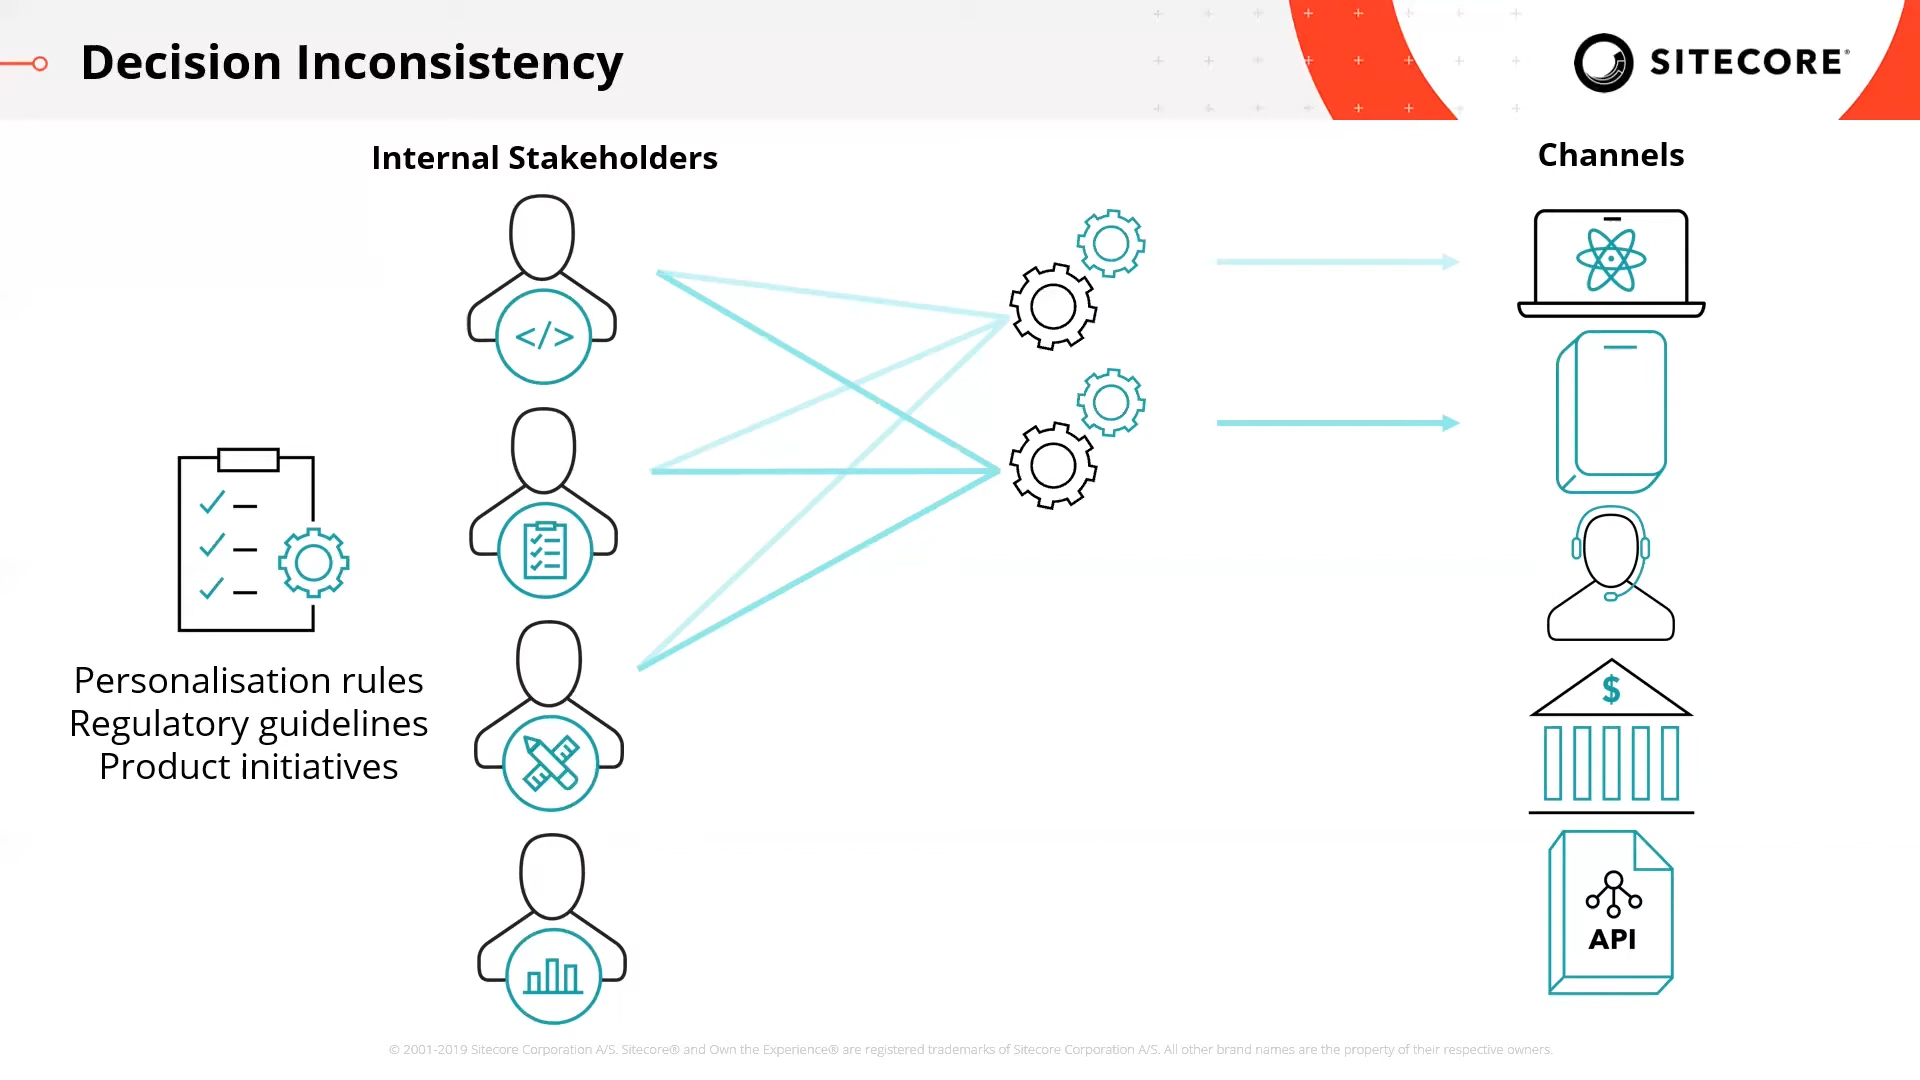 Decision Inconsistency
SITECORE®
Internal Stakeholders
Channels
</>
Personalisation rules
Regulatory guidelines
Product initiatives
$
API
© 2001-2019 Sitecore Corporation A/S. Sitecore® and Own the Experience® are registered trademarks of Sitecore Corporation A/S. All other brand names are the property of their respective owners.